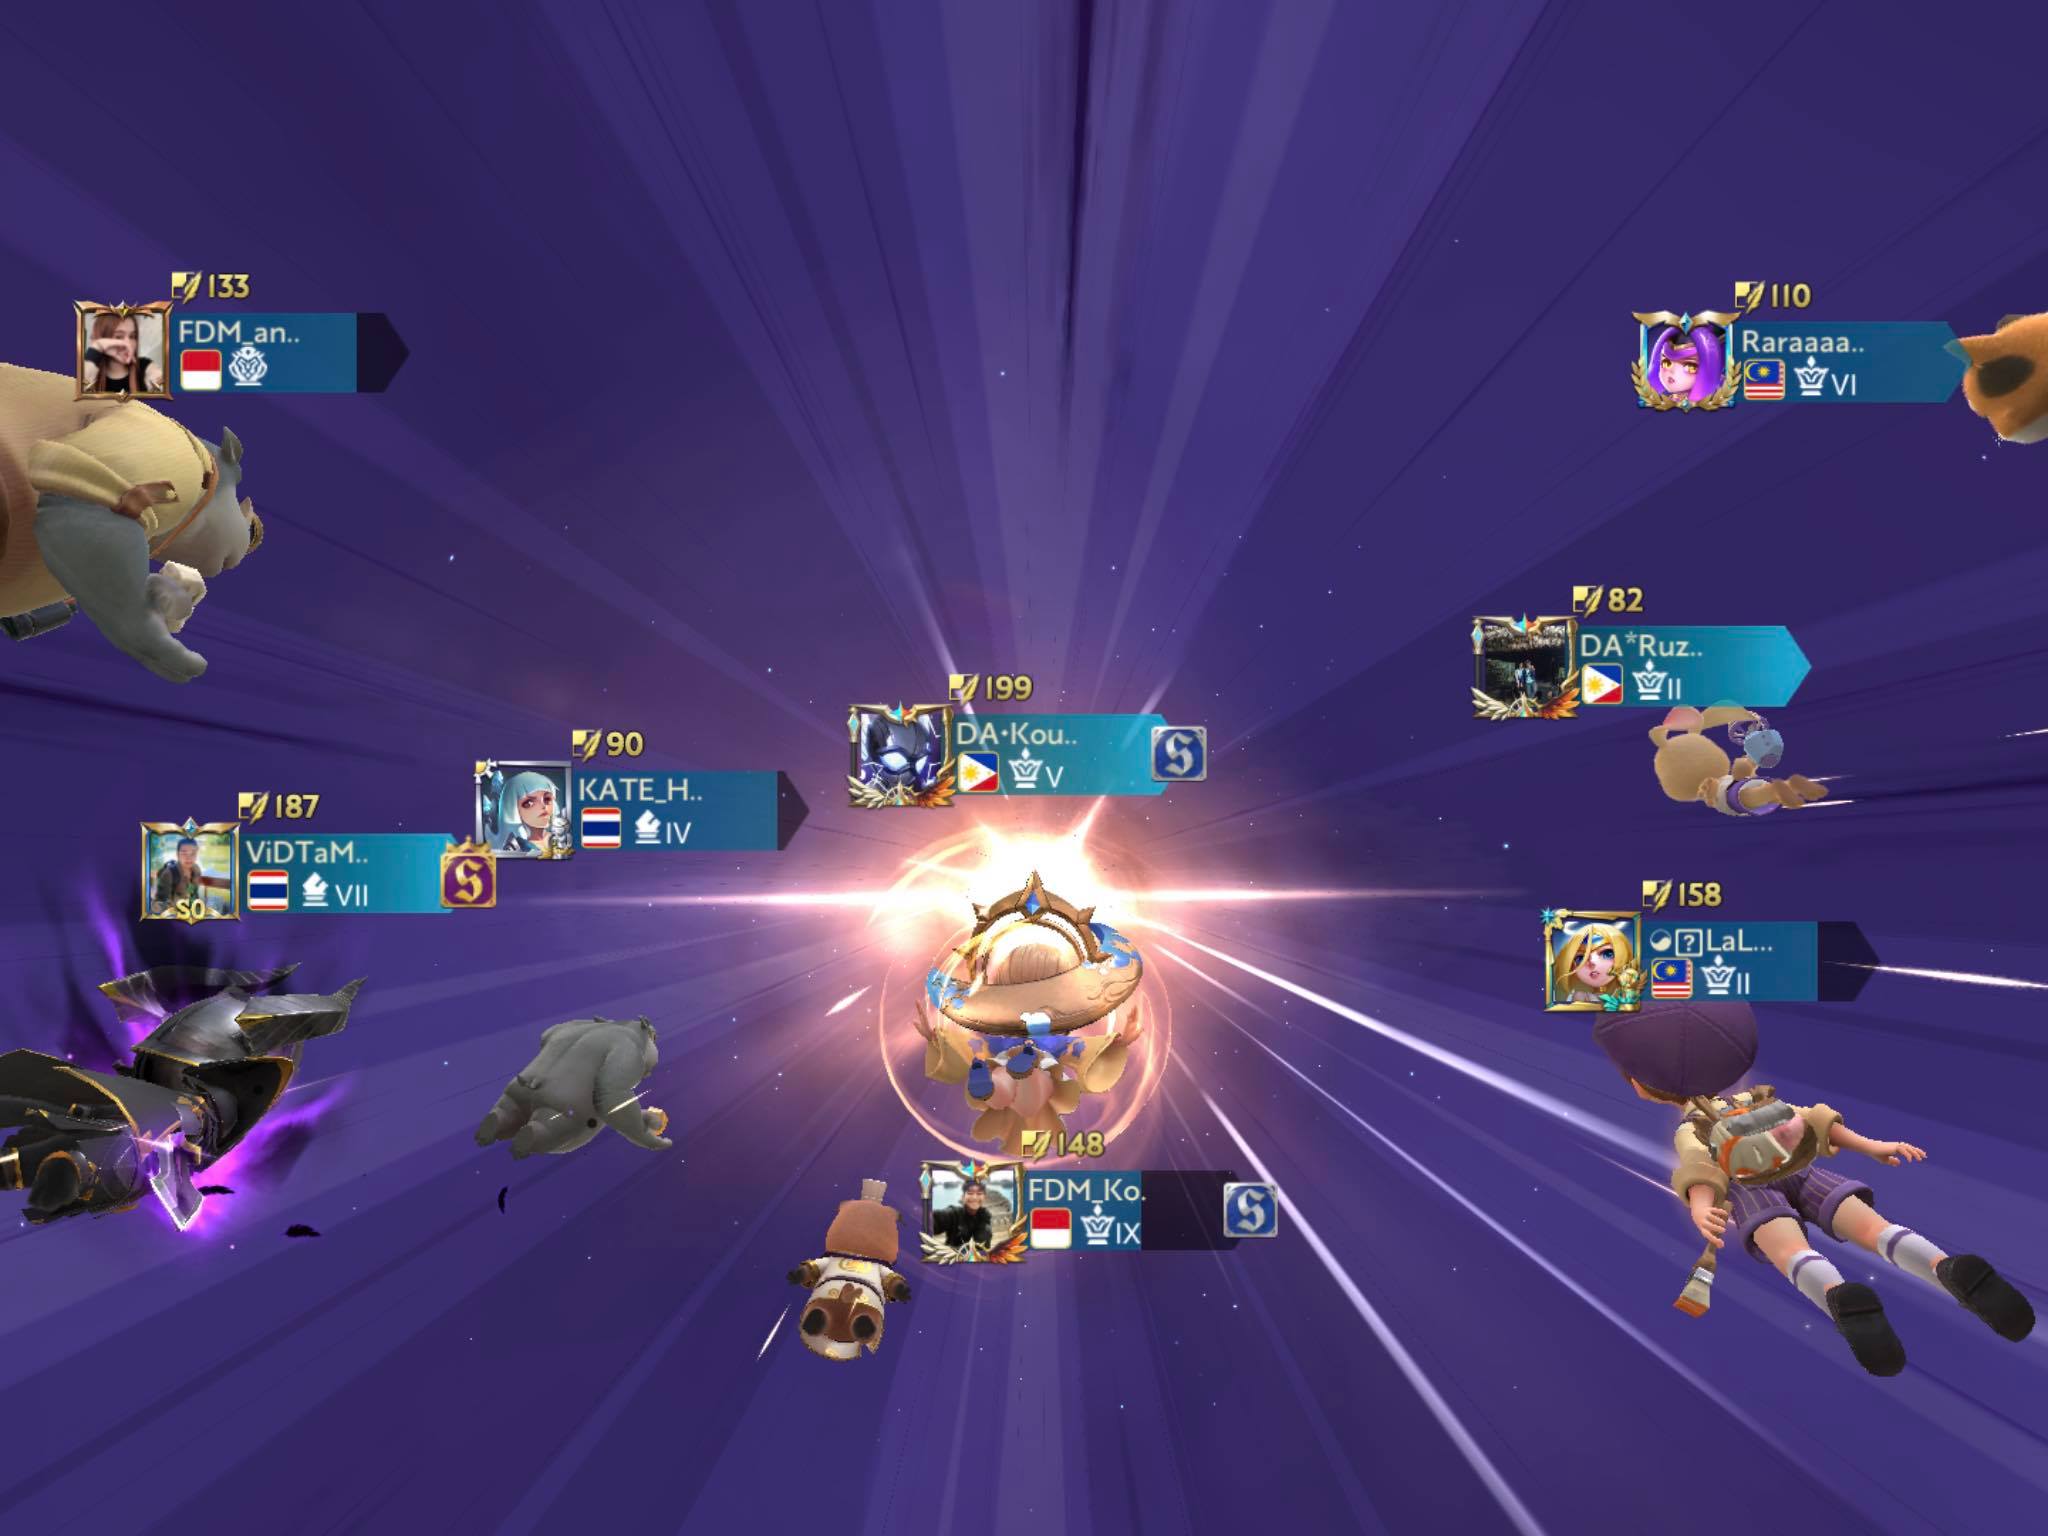 133
FDM_an..
110
Raraaaa..
VI
82
DA*Ruz..
II
199
DA•Kou..
V
S
90
KATE_H..
IV
187
ViDTaM..
VII
S0
S
158
?LaL...
II
148
FDM_Ko.
IX
S